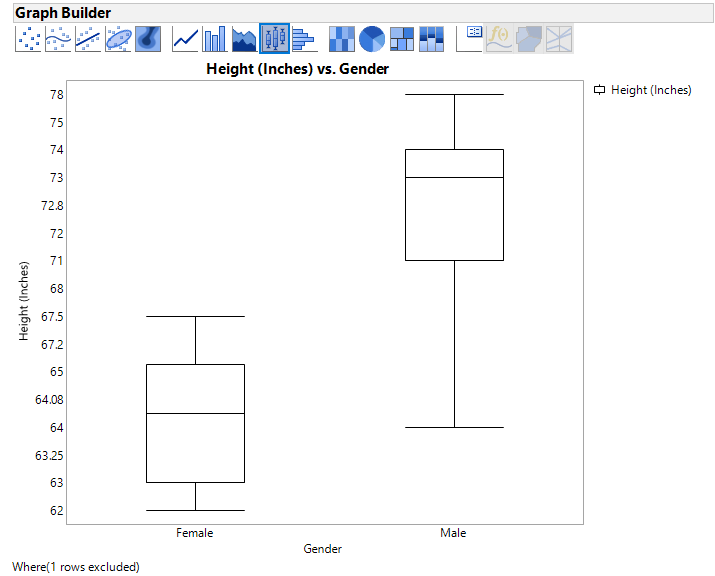 Graph Builder
Height (Inches) vs. Gender
Height (Inches)
78
75
74
73
72.8
72
71
68
67.5
67.2
65
64.08
64
63.25
63
62
Height (Inches)
Female
Male
Gender
Where(1 rows excluded)